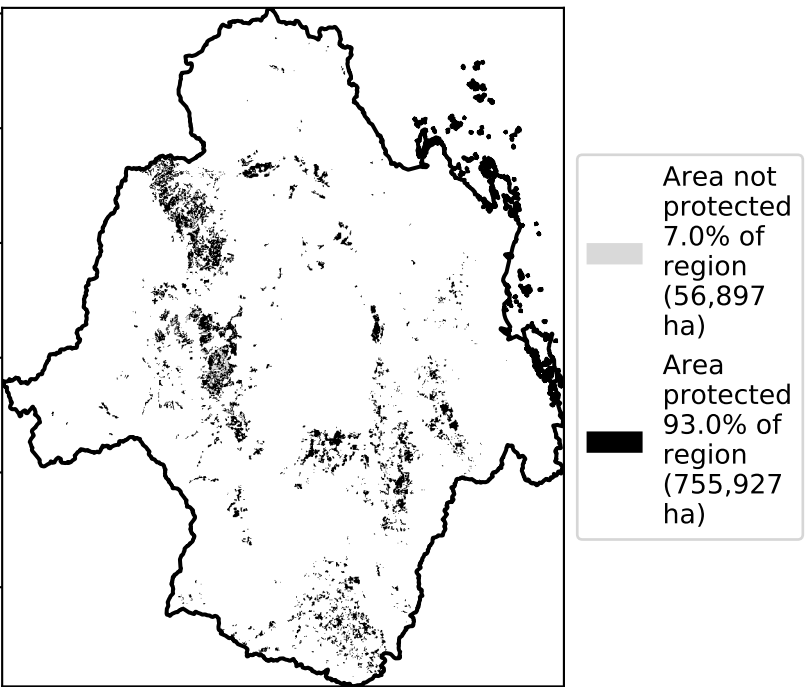 Area not
protected
7.0% of
region
(56,897
ha)
Area
protected
93.0% of
region
(755,927
ha)